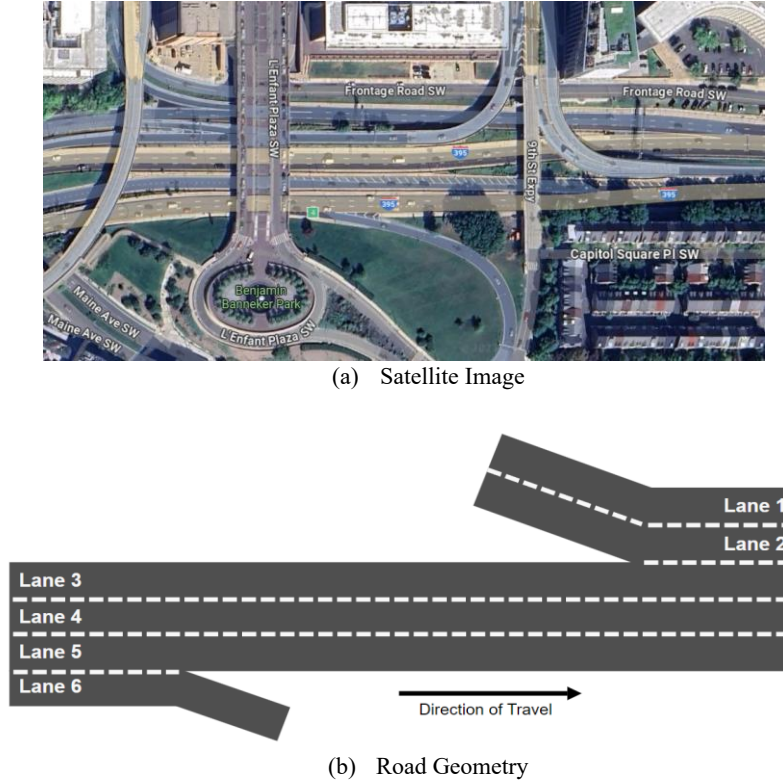 L'Enfant Plaza SW
Frontage Road SW
Frontage Road SW
395
9th St Expy
395
395
Capitol Square Pl SW
Benjamin
Banneker Park
Maine Ave SW
Maine Ave SW
L'Enfant Plaza SW
(a) Satellite Image
Lane 1
Lane 2
Lane 3
Lane 4
Lane 5
Lane 6
Direction of Travel
(b) Road Geometry